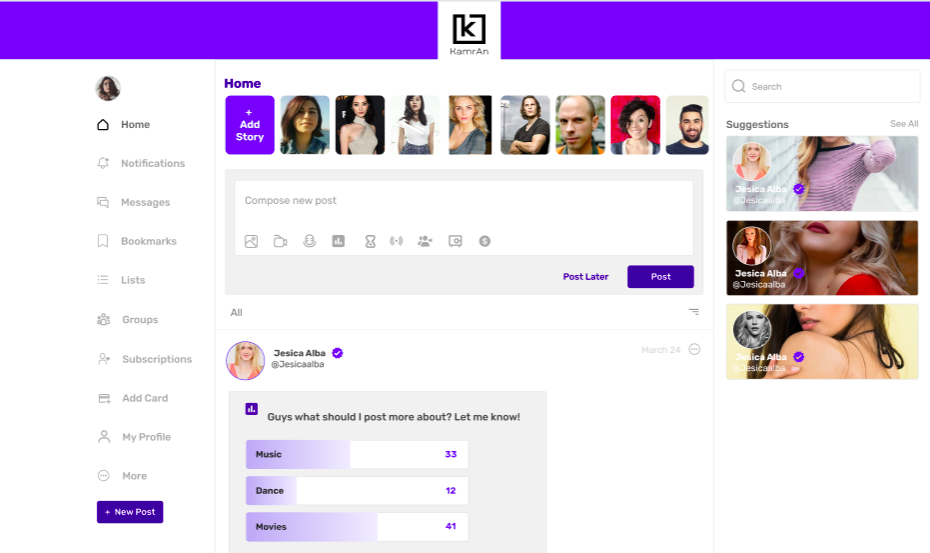 k
KamrAn
Home
Notifications
Messages
Bookmarks
Lists
Groups
Subscriptions
Add Card
My Profile
More
+ New Post
Home
+
Add
Story
Compose new post
Post Later
Post
All
Jesica Alba
@Jesicaalba
March 24
Guys what should I post more about? Let me know!
Music 33
Dance 12
Movies 41
Search
Suggestions
See All
Jesica Alba
@Jesicaalba
Jesica Alba
@Jesicaalba
Jesica Alba
@Jesicaalba